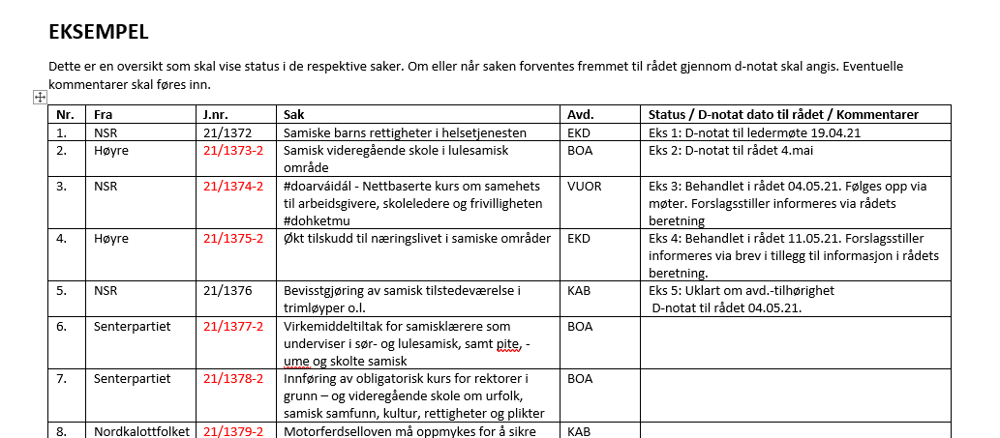 EKSEMPEL
Dette er en oversikt som skal vise status i de respektive saker. Om eller når saken forventes fremmet til rådet gjennom d-notat skal angis. Eventuelle
kommentarer skal føres inn.
Nr. Fra J.nr. Sak Avd. Status / D-notat dato til rådet / Kommentarer
1. NSR 21/1372 Samiske barns rettigheter i helsetjenesten EKD Eks 1: D-notat til ledermøte 19.04.21
2. Høyre 21/1373-2 Samisk videregående skole i lulesamisk BOA Eks 2: D-notat til rådet 4.mai
område
3. NSR 21/1374-2 #doarváidál - Nettbaserte kurs om samehets VUOR Eks 3: Behandlet i rådet 04.05.21. Følges opp via
til arbeidsgivere, skoleledere og frivilligheten møter. Forslagsstiller informeres via rådets
#dohketmu beretning
4. Høyre 21/1375-2 Økt tilskudd til næringslivet i samiske områder EKD Eks 4: Behandlet i rådet 11.05.21. Forslagsstiller
informeres via brev i tillegg til informasjon i rådets
beretning.
5. NSR 21/1376 Bevisstgjøring av samisk tilstedeværelse i KAB Eks 5: Uklart om avd.-tilhørighet
trimløyper o.l. D-notat til rådet 04.05.21.
6. Senterpartiet 21/1377-2 Virkemiddeltiltak for samisklærere som BOA
underviser i sør- og lulesamisk, samt pite, -
ume og skolte samisk
7. Senterpartiet 21/1378-2 Innføring av obligatorisk kurs for rektorer i BOA
grunn – og videregående skole om urfolk,
samisk samfunn, kultur, rettigheter og plikter
8. Nordkalottfolket 21/1379-2 Motorferdselloven må oppmykes for å sikre KAB